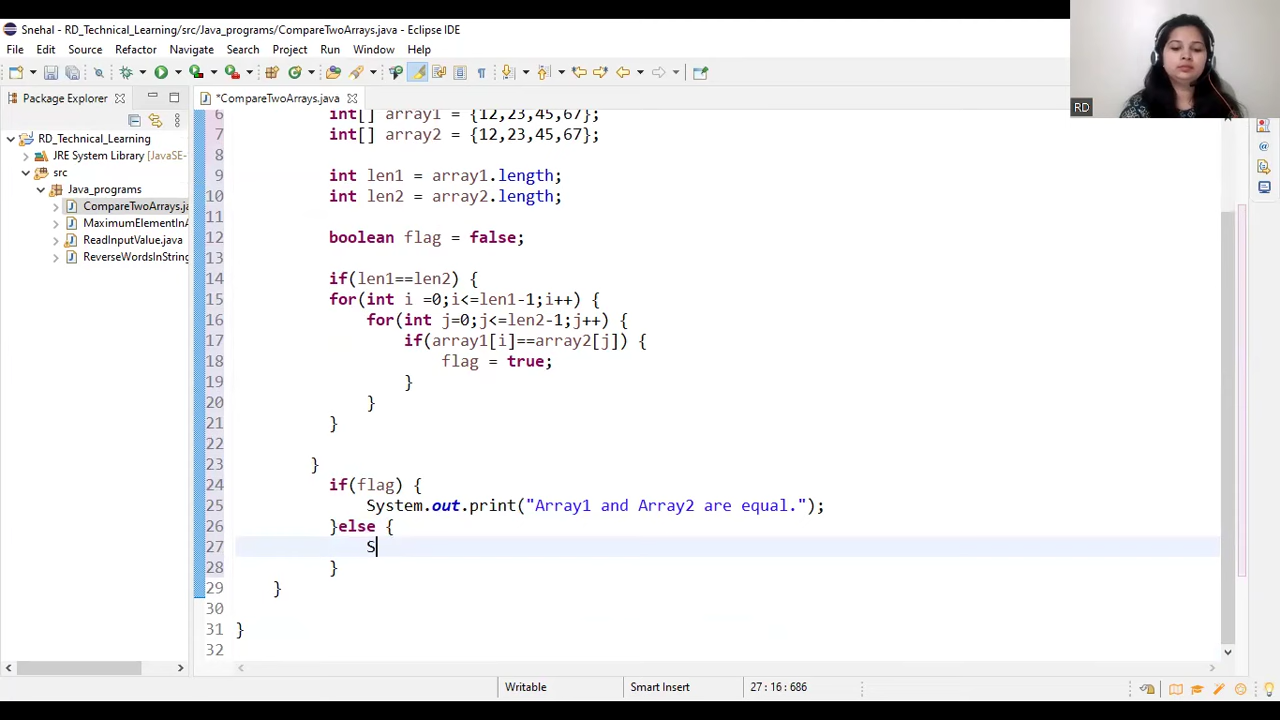 Snehal - RD_Technical_Learning/src/Java_programs/CompareTwoArrays.java - Eclipse IDE
File Edit Source Refactor Navigate Search Project Run Window Help
RD
Package Explorer
*CompareTwoArrays.java
RD_Technical_Learning
JRE System Library [JavaSE-
src
Java_programs
CompareTwoArrays.ja
MaximumElementInA
ReadInputValue.java
ReverseWordsInString
6 int[] array1 = {12,23,45,67};
7 int[] array2 = {12,23,45,67};
8
9 int len1 = array1.length;
10 int len2 = array2.length;
11
12 boolean flag = false;
13
14 if(len1==len2) {
15 for(int i =0;i<=len1-1;i++) {
16 for(int j=0;j<=len2-1;j++) {
17 if(array1[i]==array2[j]) {
18 flag = true;
19 }
20 }
21 }
22
23 }
24 if(flag) {
25 System.out.print("Array1 and Array2 are equal.");
26 }else {
27 S
28 }
29 }
30
31 }
32
Writable Smart Insert 27 : 16 : 686